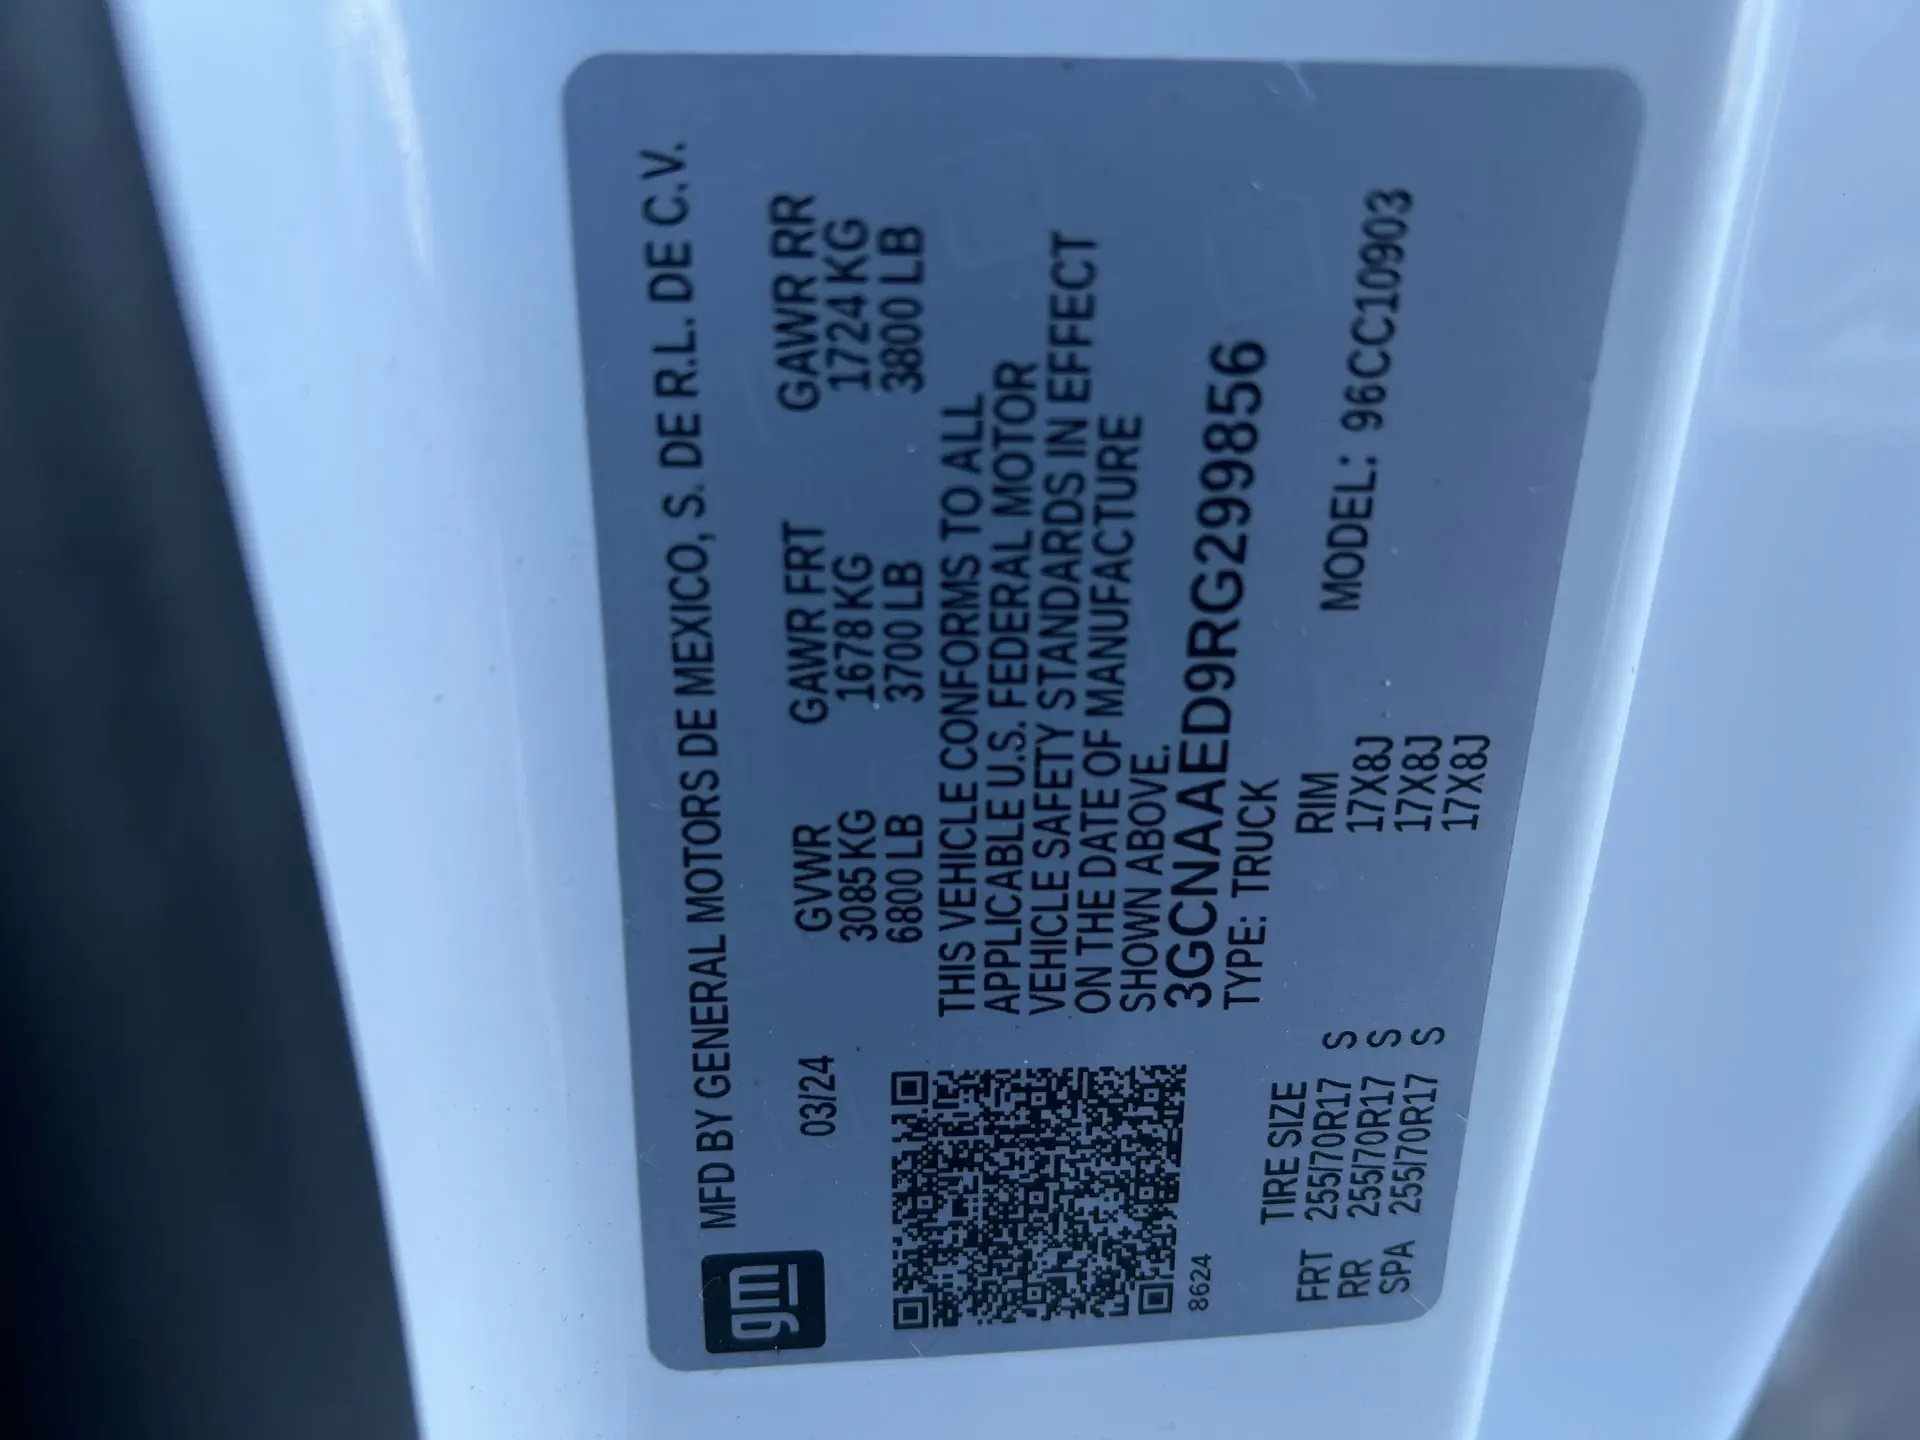 gm
MFD BY GENERAL MOTORS DE MEXICO, S. DE R.L. DE C.V.
03/24 GVWR GAWR FRT GAWR RR
3085 KG 1678 KG 1724 KG
6800 LB 3700 LB 3800 LB
THIS VEHICLE CONFORMS TO ALL
APPLICABLE U.S. FEDERAL MOTOR
VEHICLE SAFETY STANDARDS IN EFFECT
ON THE DATE OF MANUFACTURE
SHOWN ABOVE.
3GCNAAED9RG299856
8624 TYPE: TRUCK
TIRE SIZE RIM MODEL: 96CC10903
FRT 255/70R17 S 17X8J
RR 255/70R17 S 17X8J
SPA 255/70R17 S 17X8J